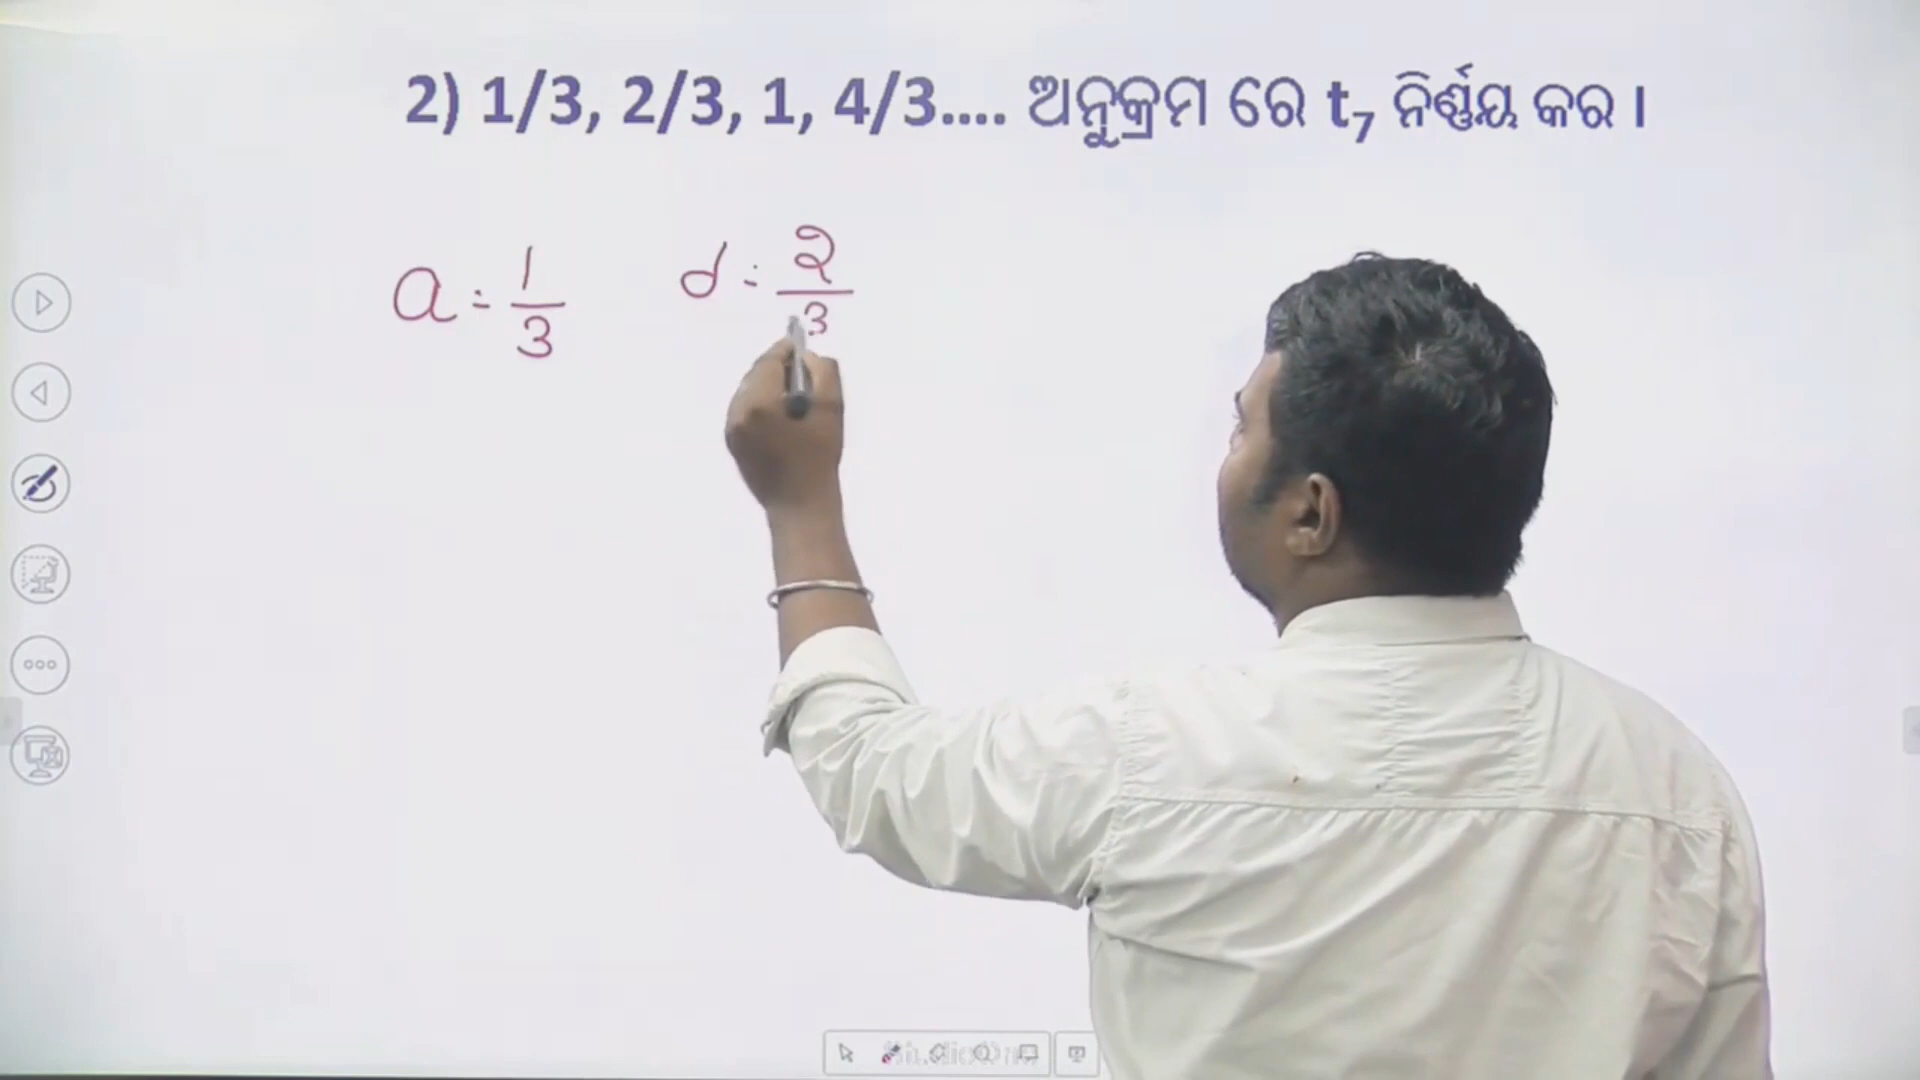 2) 1/3, 2/3, 1, 4/3.... ଅନୁକ୍ରମ ରେ t₇ ନିର୍ଣ୍ଣୟ କର ।
a = 1/3 d = 2/3